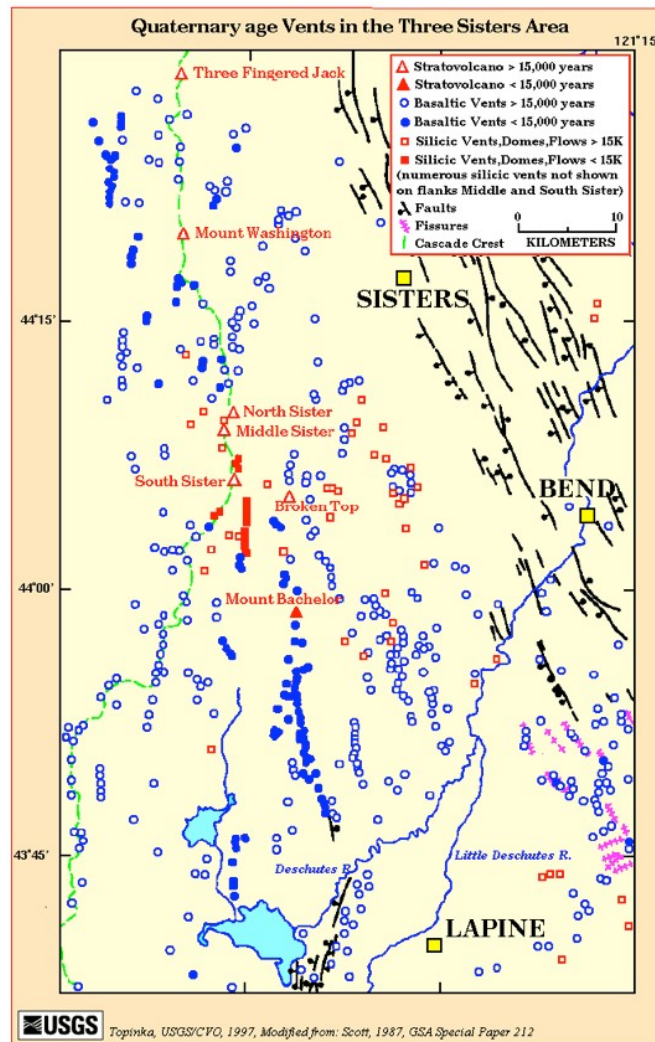 Quaternary age Vents in the Three Sisters Area
121°15'
Three Fingered Jack
Stratovolcano > 15,000 years
Stratovolcano < 15,000 years
Basaltic Vents > 15,000 years
Basaltic Vents < 15,000 years
Silicic Vents,Domes,Flows > 15K
Silicic Vents,Domes,Flows < 15K
(numerous silicic vents not shown
on flanks Middle and South Sister)
Faults
Fissures
Cascade Crest
0 10
KILOMETERS
Mount Washington
SISTERS
44°15'
North Sister
Middle Sister
South Sister
Broken Top
BEND
44°00'
Mount Bachelor
43°45'
Deschutes R.
Little Deschutes R.
LAPINE
USGS
Topinka, USGS/CVO, 1997, Modified from: Scott, 1987, GSA Special Paper 212